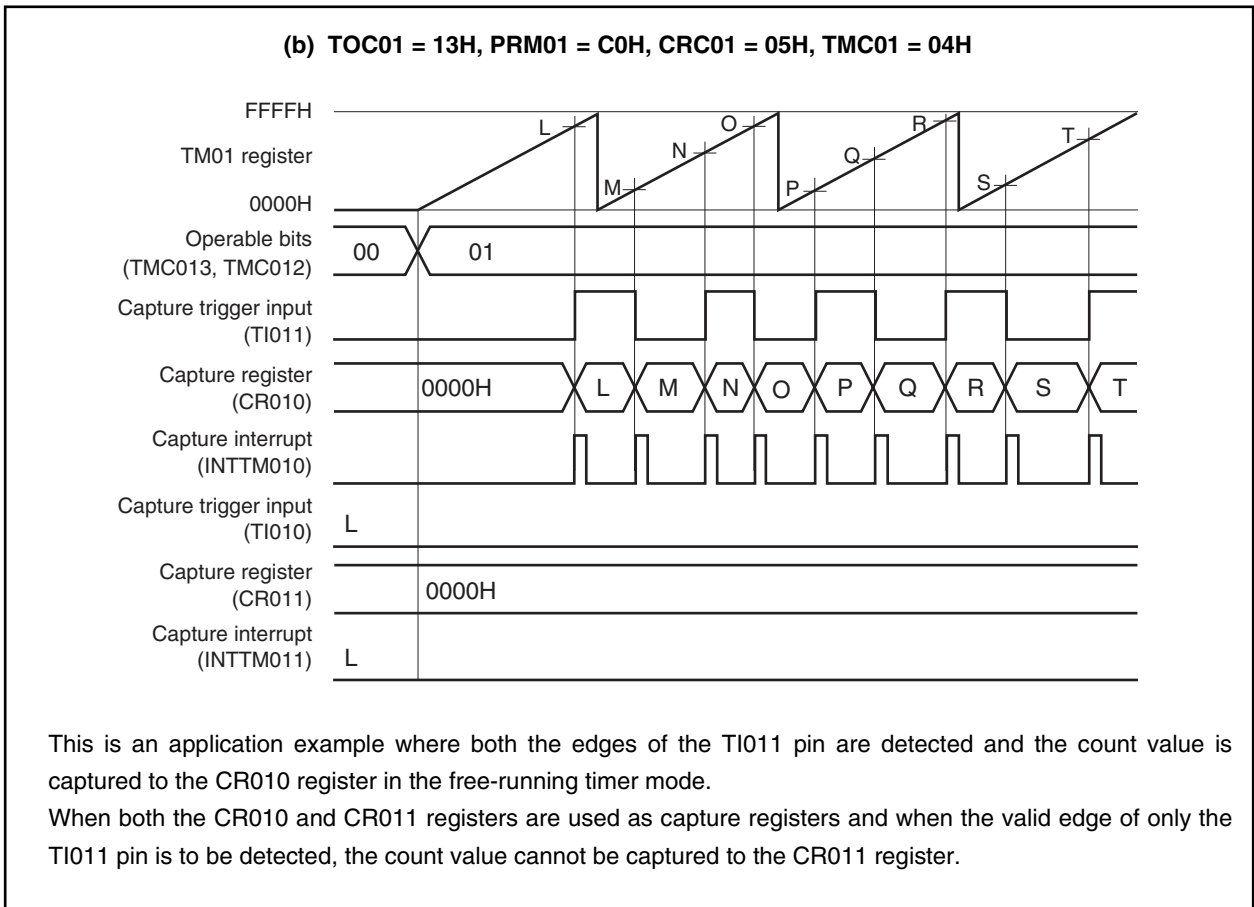 (b) TOC01 = 13H, PRM01 = C0H, CRC01 = 05H, TMC01 = 04H
FFFFH
TM01 register
0000H
L
M
N
O
P
Q
R
S
T
Operable bits
(TMC013, TMC012)
00
01
Capture trigger input
(TI011)
Capture register
(CR010)
0000H
L
M
N
O
P
Q
R
S
T
Capture interrupt
(INTTM010)
Capture trigger input
(TI010)
L
Capture register
(CR011)
0000H
Capture interrupt
(INTTM011)
L
This is an application example where both the edges of the TI011 pin are detected and the count value is
captured to the CR010 register in the free-running timer mode.
When both the CR010 and CR011 registers are used as capture registers and when the valid edge of only the
TI011 pin is to be detected, the count value cannot be captured to the CR011 register.